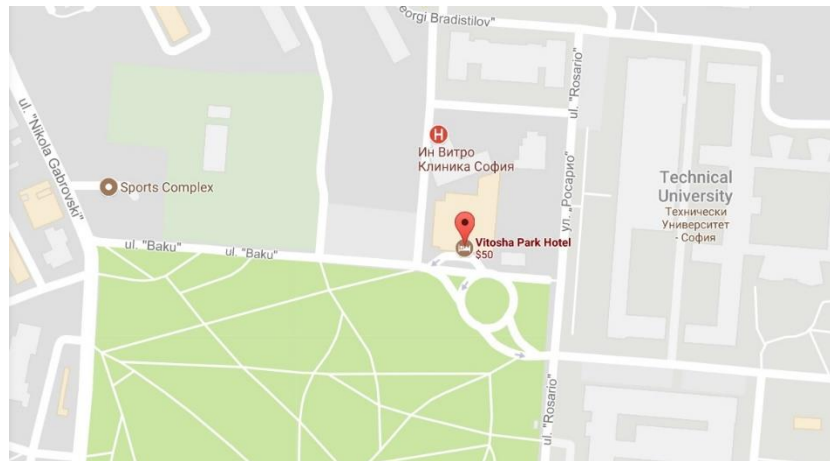 eorgi Bradistilov"
ul. "Rosario"
ul. "Nikola Gabrovski"
Ин Витро
Клиника София
Sports Complex
Technical
University
Технически
Университет
- София
ул. "Росарио"
Vitosha Park Hotel
$50
ul. "Baku"
ul. "Baku"
ul. "Rosario"
H